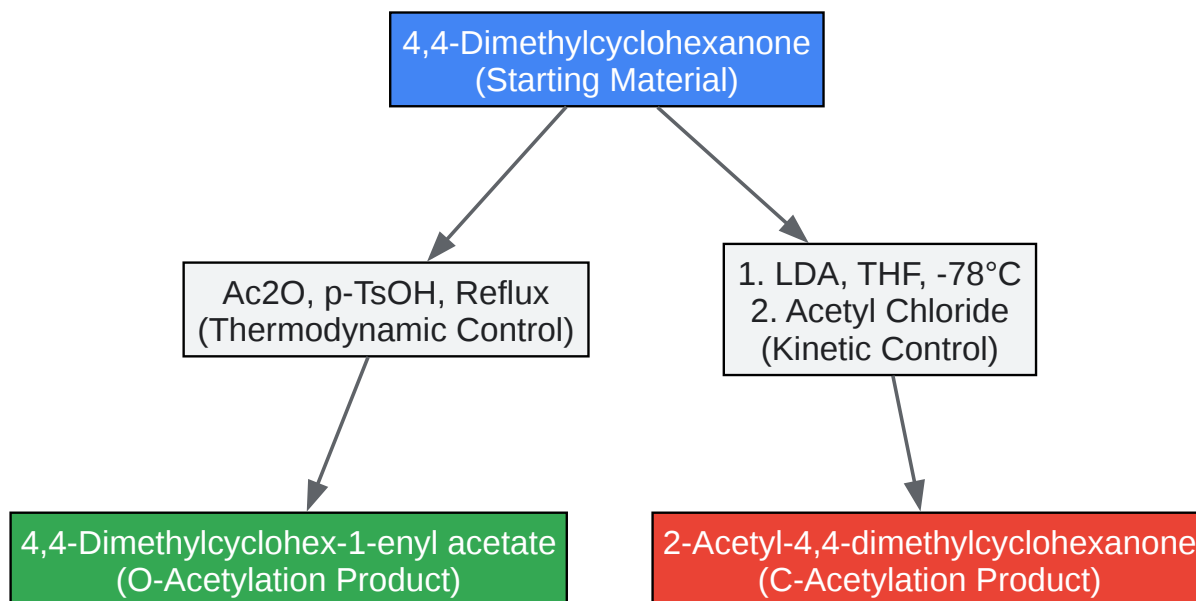 4,4-Dimethylcyclohexanone
(Starting Material)
Ac2O, p-TsOH, Reflux
(Thermodynamic Control)
1. LDA, THF, -78°C
2. Acetyl Chloride
(Kinetic Control)
4,4-Dimethylcyclohex-1-enyl acetate
(O-Acetylation Product)
2-Acetyl-4,4-dimethylcyclohexanone
(C-Acetylation Product)